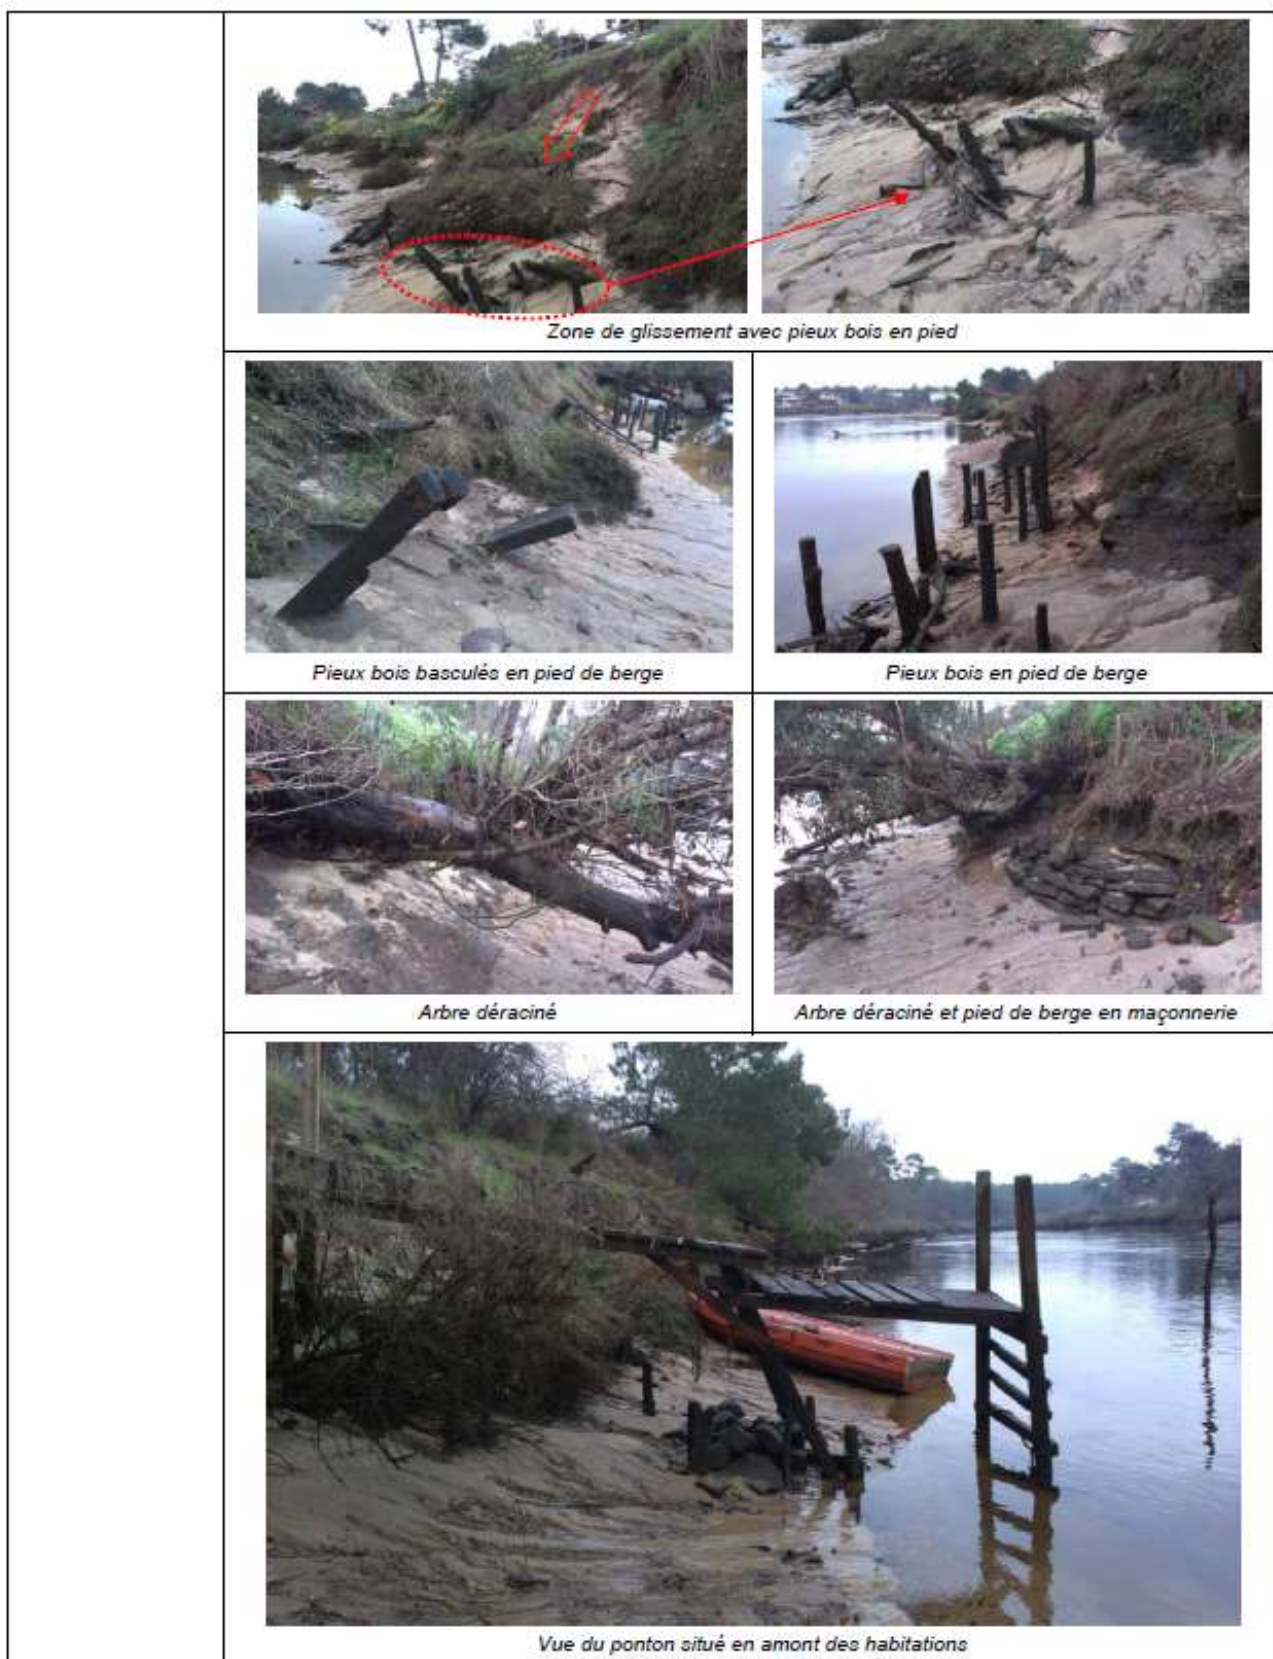 Zone de glissement avec pieux bois en pied
Pieux bois basculés en pied de berge
Pieux bois en pied de berge
Arbre déraciné
Arbre déraciné et pied de berge en maçonnerie
Vue du ponton situé en amont des habitations